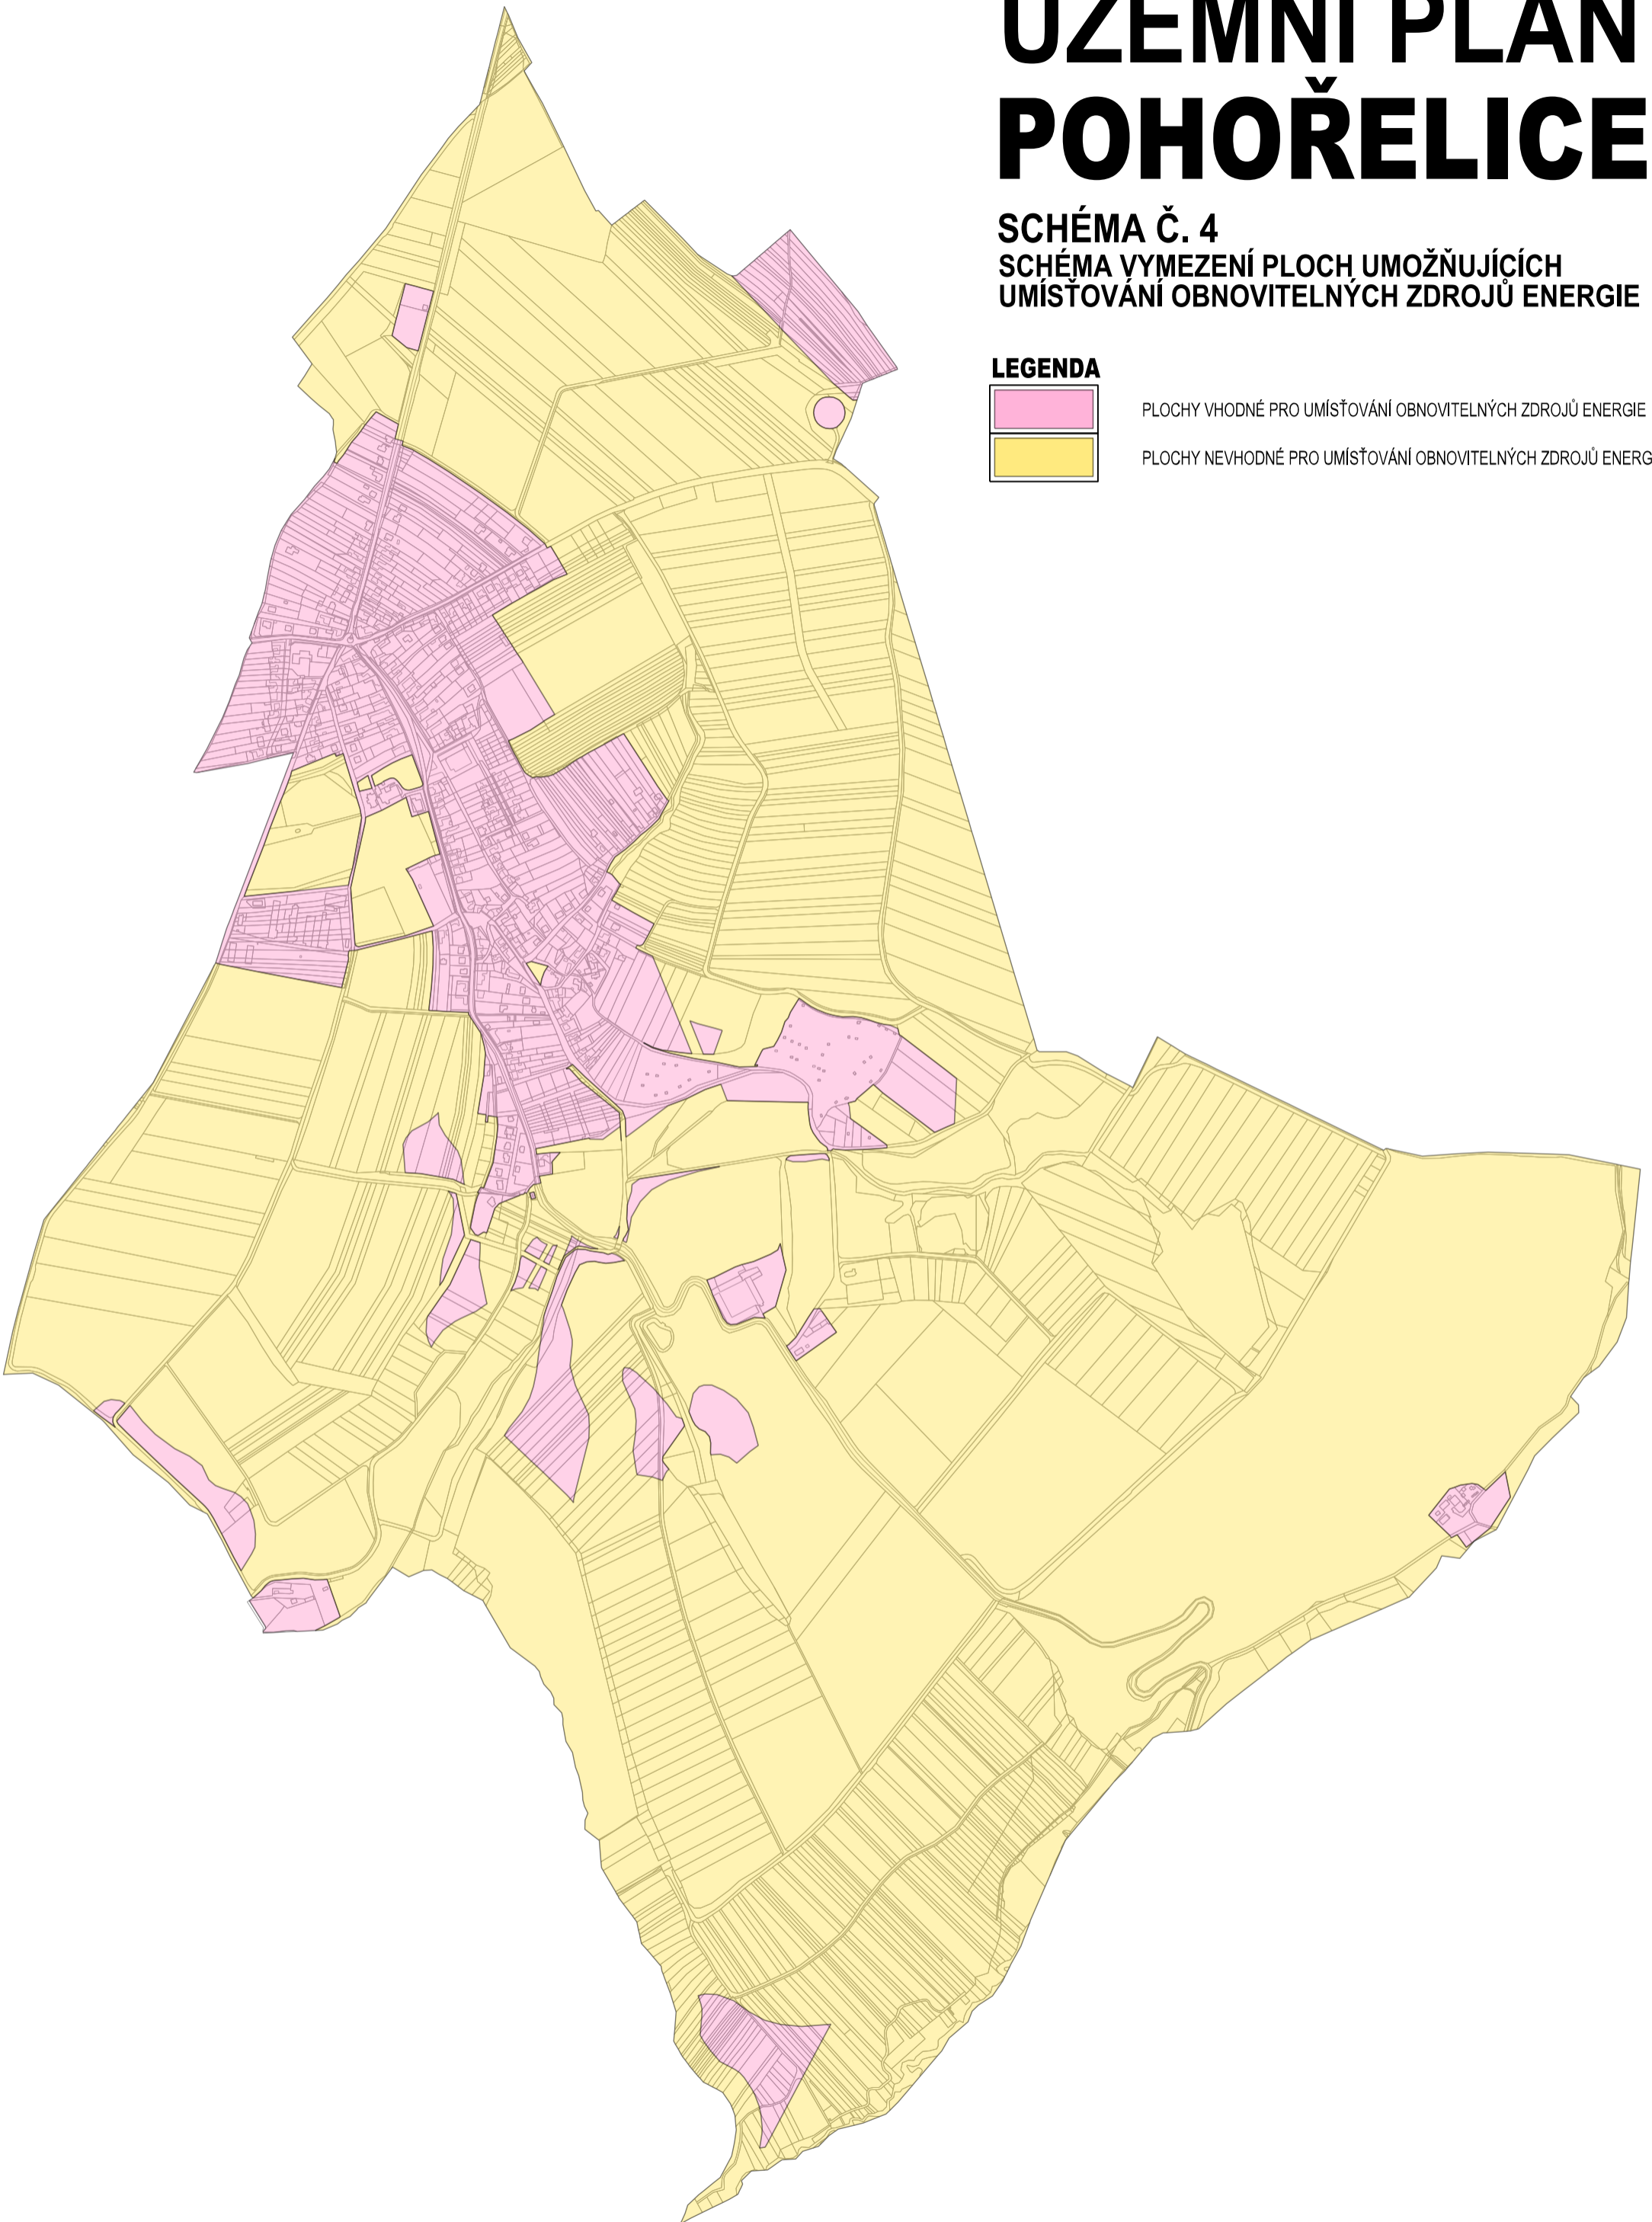 ÚZEMNÍ PLÁN
POHOŘELICE
SCHÉMA Č. 4
SCHÉMA VYMEZENÍ PLOCH UMOŽŇUJÍCÍCH
UMÍSŤOVÁNÍ OBNOVITELNÝCH ZDROJŮ ENERGIE
LEGENDA
PLOCHY VHODNÉ PRO UMÍSŤOVÁNÍ OBNOVITELNÝCH ZDROJŮ ENERGIE
PLOCHY NEVHODNÉ PRO UMÍSŤOVÁNÍ OBNOVITELNÝCH ZDROJŮ ENERG